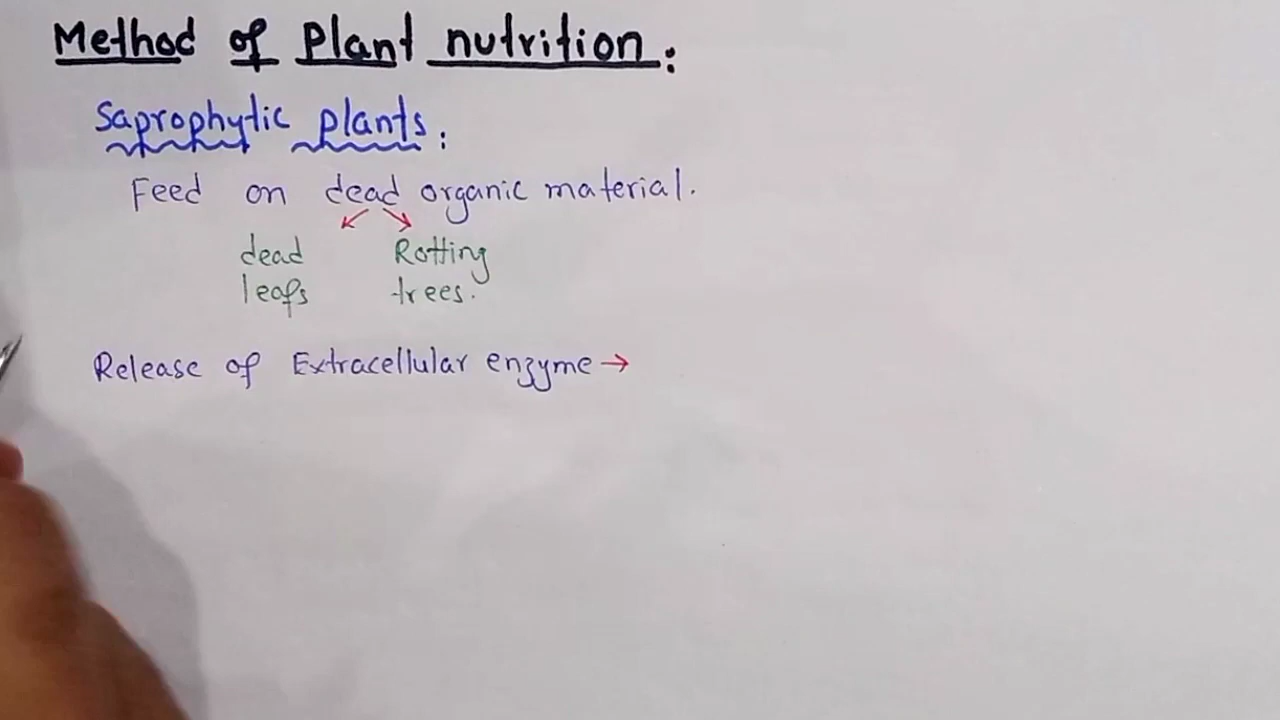 Method of Plant nutrition:
Saprophytic plants:
Feed on dead organic material.
dead Rotting
leafs trees.
Release of Extracellular enzyme →